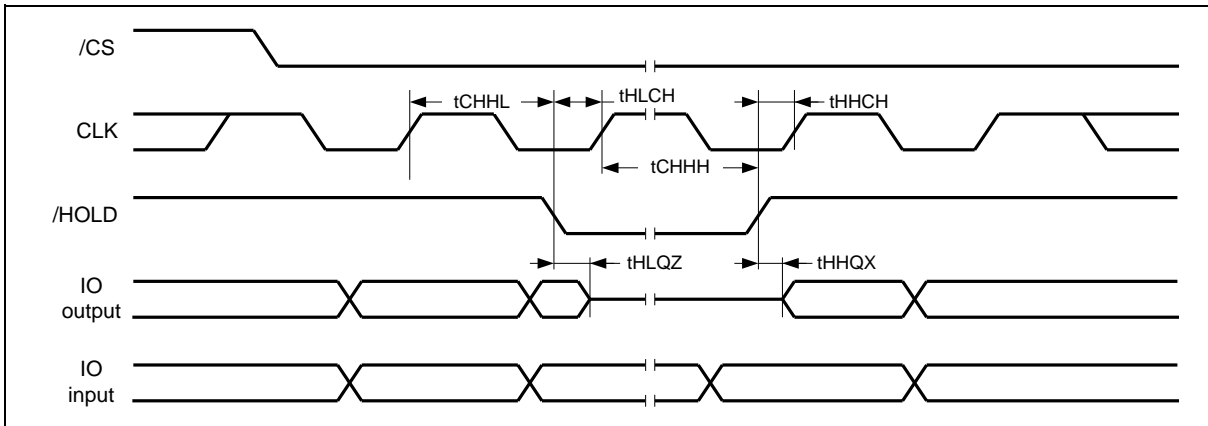 /CS
tCHHL
tHLCH
tHHCH
CLK
tCHHH
/HOLD
tHLQZ
tHHQX
IO
output
IO
input